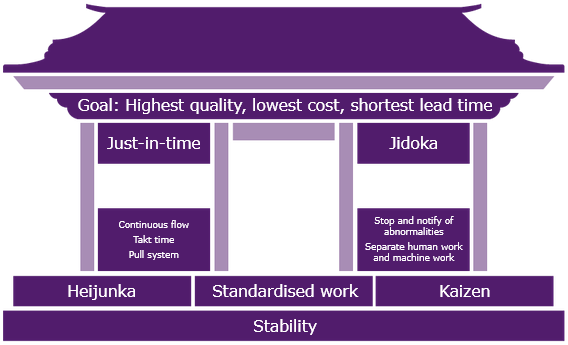 Goal: Highest quality, lowest cost, shortest lead time
Just-in-time
Jidoka
Continuous flow
Takt time
Pull system
Stop and notify of
abnormalities
Separate human work
and machine work
Heijunka
Standardised work
Kaizen
Stability